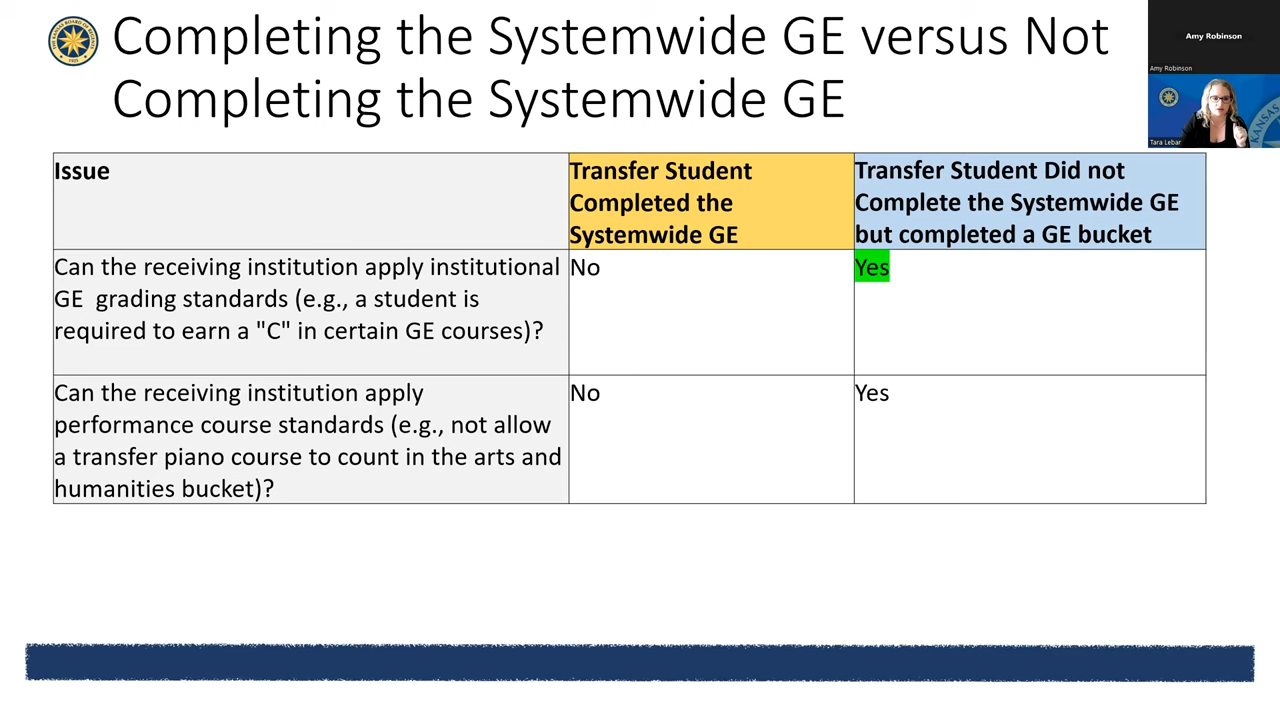 Completing the Systemwide GE versus Not
Completing the Systemwide GE
Amy Robinson
Amy Robinson
Tara Lebar
KANSAS
Issue
Transfer Student
Completed the
Systemwide GE
Transfer Student Did not
Complete the Systemwide GE
but completed a GE bucket
Can the receiving institution apply institutional
GE grading standards (e.g., a student is
required to earn a "C" in certain GE courses)?
No
Yes
Can the receiving institution apply
performance course standards (e.g., not allow
a transfer piano course to count in the arts and
humanities bucket)?
No
Yes